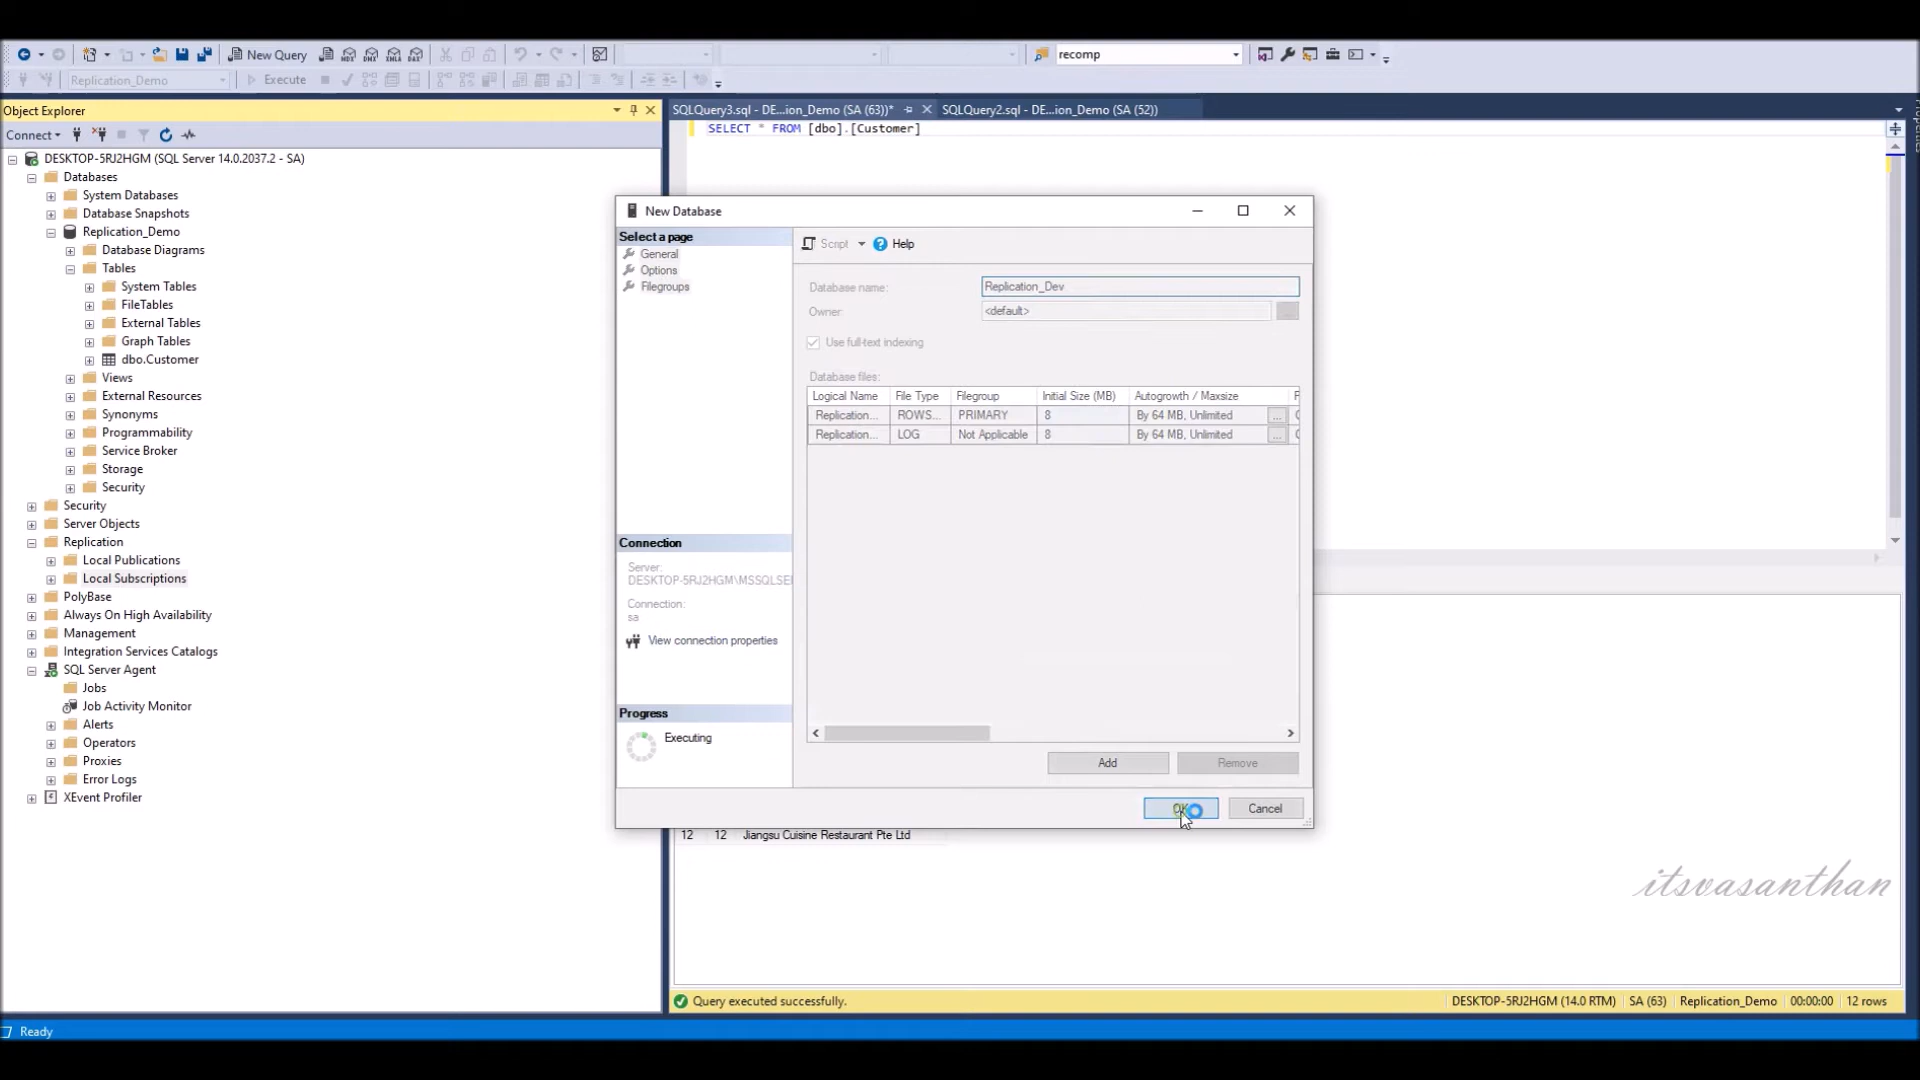 New Query
recomp
Replication_Demo
Execute
Object Explorer
Connect
DESKTOP-5RJ2HGM (SQL Server 14.0.2037.2 - SA)
Databases
System Databases
Database Snapshots
Replication_Demo
Database Diagrams
Tables
System Tables
FileTables
External Tables
Graph Tables
dbo.Customer
Views
External Resources
Synonyms
Programmability
Service Broker
Storage
Security
Security
Server Objects
Replication
Local Publications
Local Subscriptions
PolyBase
Always On High Availability
Management
Integration Services Catalogs
SQL Server Agent
Jobs
Job Activity Monitor
Alerts
Operators
Proxies
Error Logs
XEvent Profiler
SQLQuery3.sql - DE...ion_Demo (SA (63))*
SQLQuery2.sql - DE...ion_Demo (SA (52))
SELECT * FROM [dbo].[Customer]
New Database
Select a page
General
Options
Filegroups
Connection
Server:
DESKTOP-5RJ2HGM\MSSQLSE
Connection:
sa
View connection properties
Progress
Executing
Script
Help
Database name: Replication_Dev
Owner: <default>
Use full-text indexing
Database files:
Logical Name File Type Filegroup Initial Size (MB) Autogrowth / Maxsize
Replication... ROWS... PRIMARY 8 By 64 MB, Unlimited ...
Replication... LOG Not Applicable 8 By 64 MB, Unlimited ...
Add Remove
OK Cancel
12 12 Jiangsu Cuisine Restaurant Pte Ltd
itsvasanthan
Query executed successfully. DESKTOP-5RJ2HGM (14.0 RTM) SA (63) Replication_Demo 00:00:00 12 rows
Ready